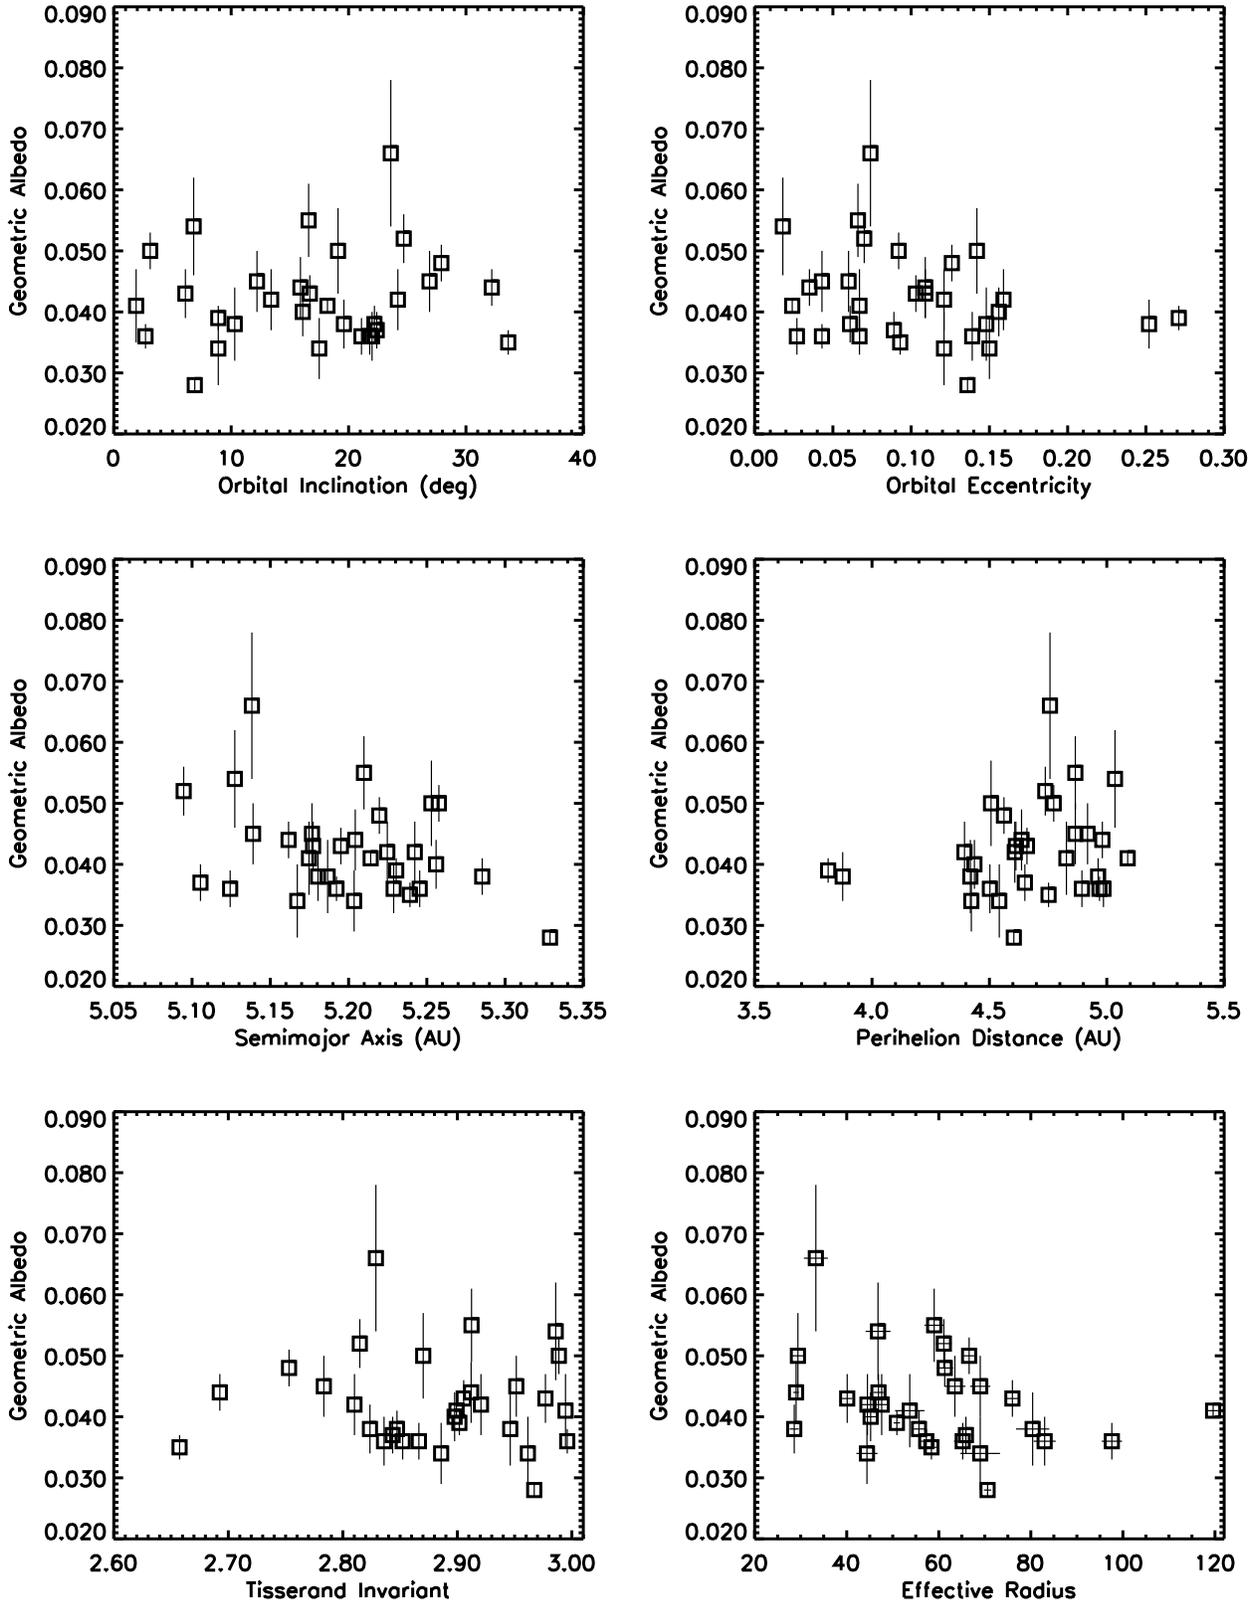 0.090
0.080
0.070
0.060
0.050
0.040
0.030
0.020
Geometric Albedo
0 10 20 30 40
Orbital Inclination (deg)
0.090
0.080
0.070
0.060
0.050
0.040
0.030
0.020
Geometric Albedo
0.00 0.05 0.10 0.15 0.20 0.25 0.30
Orbital Eccentricity
0.090
0.080
0.070
0.060
0.050
0.040
0.030
0.020
Geometric Albedo
5.05 5.10 5.15 5.20 5.25 5.30 5.35
Semimajor Axis (AU)
0.090
0.080
0.070
0.060
0.050
0.040
0.030
0.020
Geometric Albedo
3.5 4.0 4.5 5.0 5.5
Perihelion Distance (AU)
0.090
0.080
0.070
0.060
0.050
0.040
0.030
0.020
Geometric Albedo
2.60 2.70 2.80 2.90 3.00
Tisserand Invariant
0.090
0.080
0.070
0.060
0.050
0.040
0.030
0.020
Geometric Albedo
20 40 60 80 100 120
Effective Radius